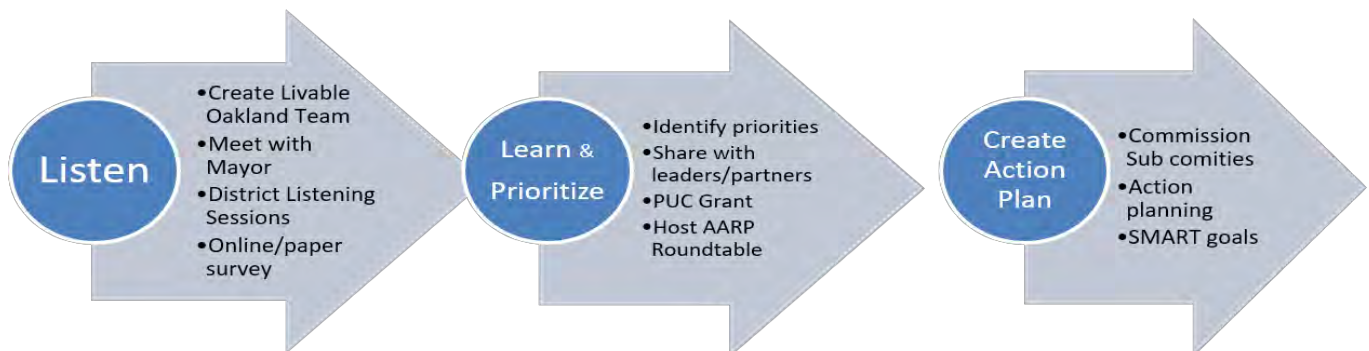 Listen
•Create Livable
Oakland Team
•Meet with
Mayor
•District Listening
Sessions
•Online/paper
survey
Learn &
Prioritize
•Identify priorities
•Share with
leaders/partners
•PUC Grant
•Host AARP
Roundtable
Create
Action
Plan
•Commission
Sub comities
•Action
planning
•SMART goals